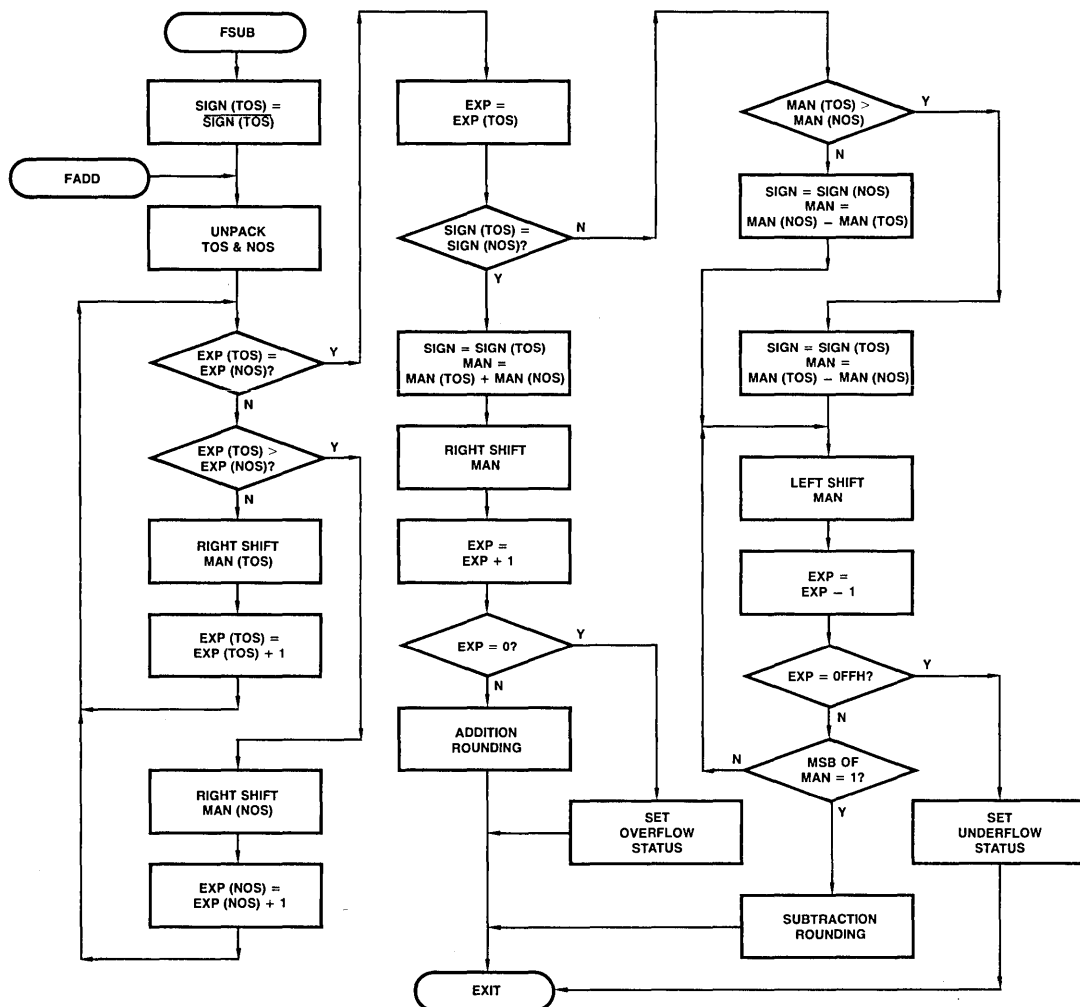 FSUB
SIGN (TOS) =
SIGN (TOS)
FADD
UNPACK
TOS & NOS
EXP (TOS) =
EXP (NOS)?
Y
N
EXP (TOS) >
EXP (NOS)?
Y
N
RIGHT SHIFT
MAN (TOS)
EXP (TOS) =
EXP (TOS) + 1
RIGHT SHIFT
MAN (NOS)
EXP (NOS) =
EXP (NOS) + 1
EXP =
EXP (TOS)
SIGN (TOS) =
SIGN (NOS)?
N
Y
SIGN = SIGN (TOS)
MAN =
MAN (TOS) + MAN (NOS)
RIGHT SHIFT
MAN
EXP =
EXP + 1
EXP = 0?
Y
N
ADDITION
ROUNDING
SET
OVERFLOW
STATUS
MAN (TOS) >
MAN (NOS)
Y
N
SIGN = SIGN (NOS)
MAN =
MAN (NOS) − MAN (TOS)
SIGN = SIGN (TOS)
MAN =
MAN (TOS) − MAN (NOS)
LEFT SHIFT
MAN
EXP =
EXP − 1
EXP = 0FFH?
Y
N
MSB OF
MAN = 1?
N
Y
SET
UNDERFLOW
STATUS
SUBTRACTION
ROUNDING
EXIT